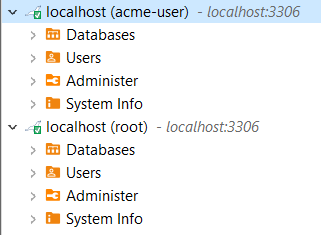 localhost (acme-user) - localhost:3306
Databases
Users
Administer
System Info
localhost (root) - localhost:3306
Databases
Users
Administer
System Info